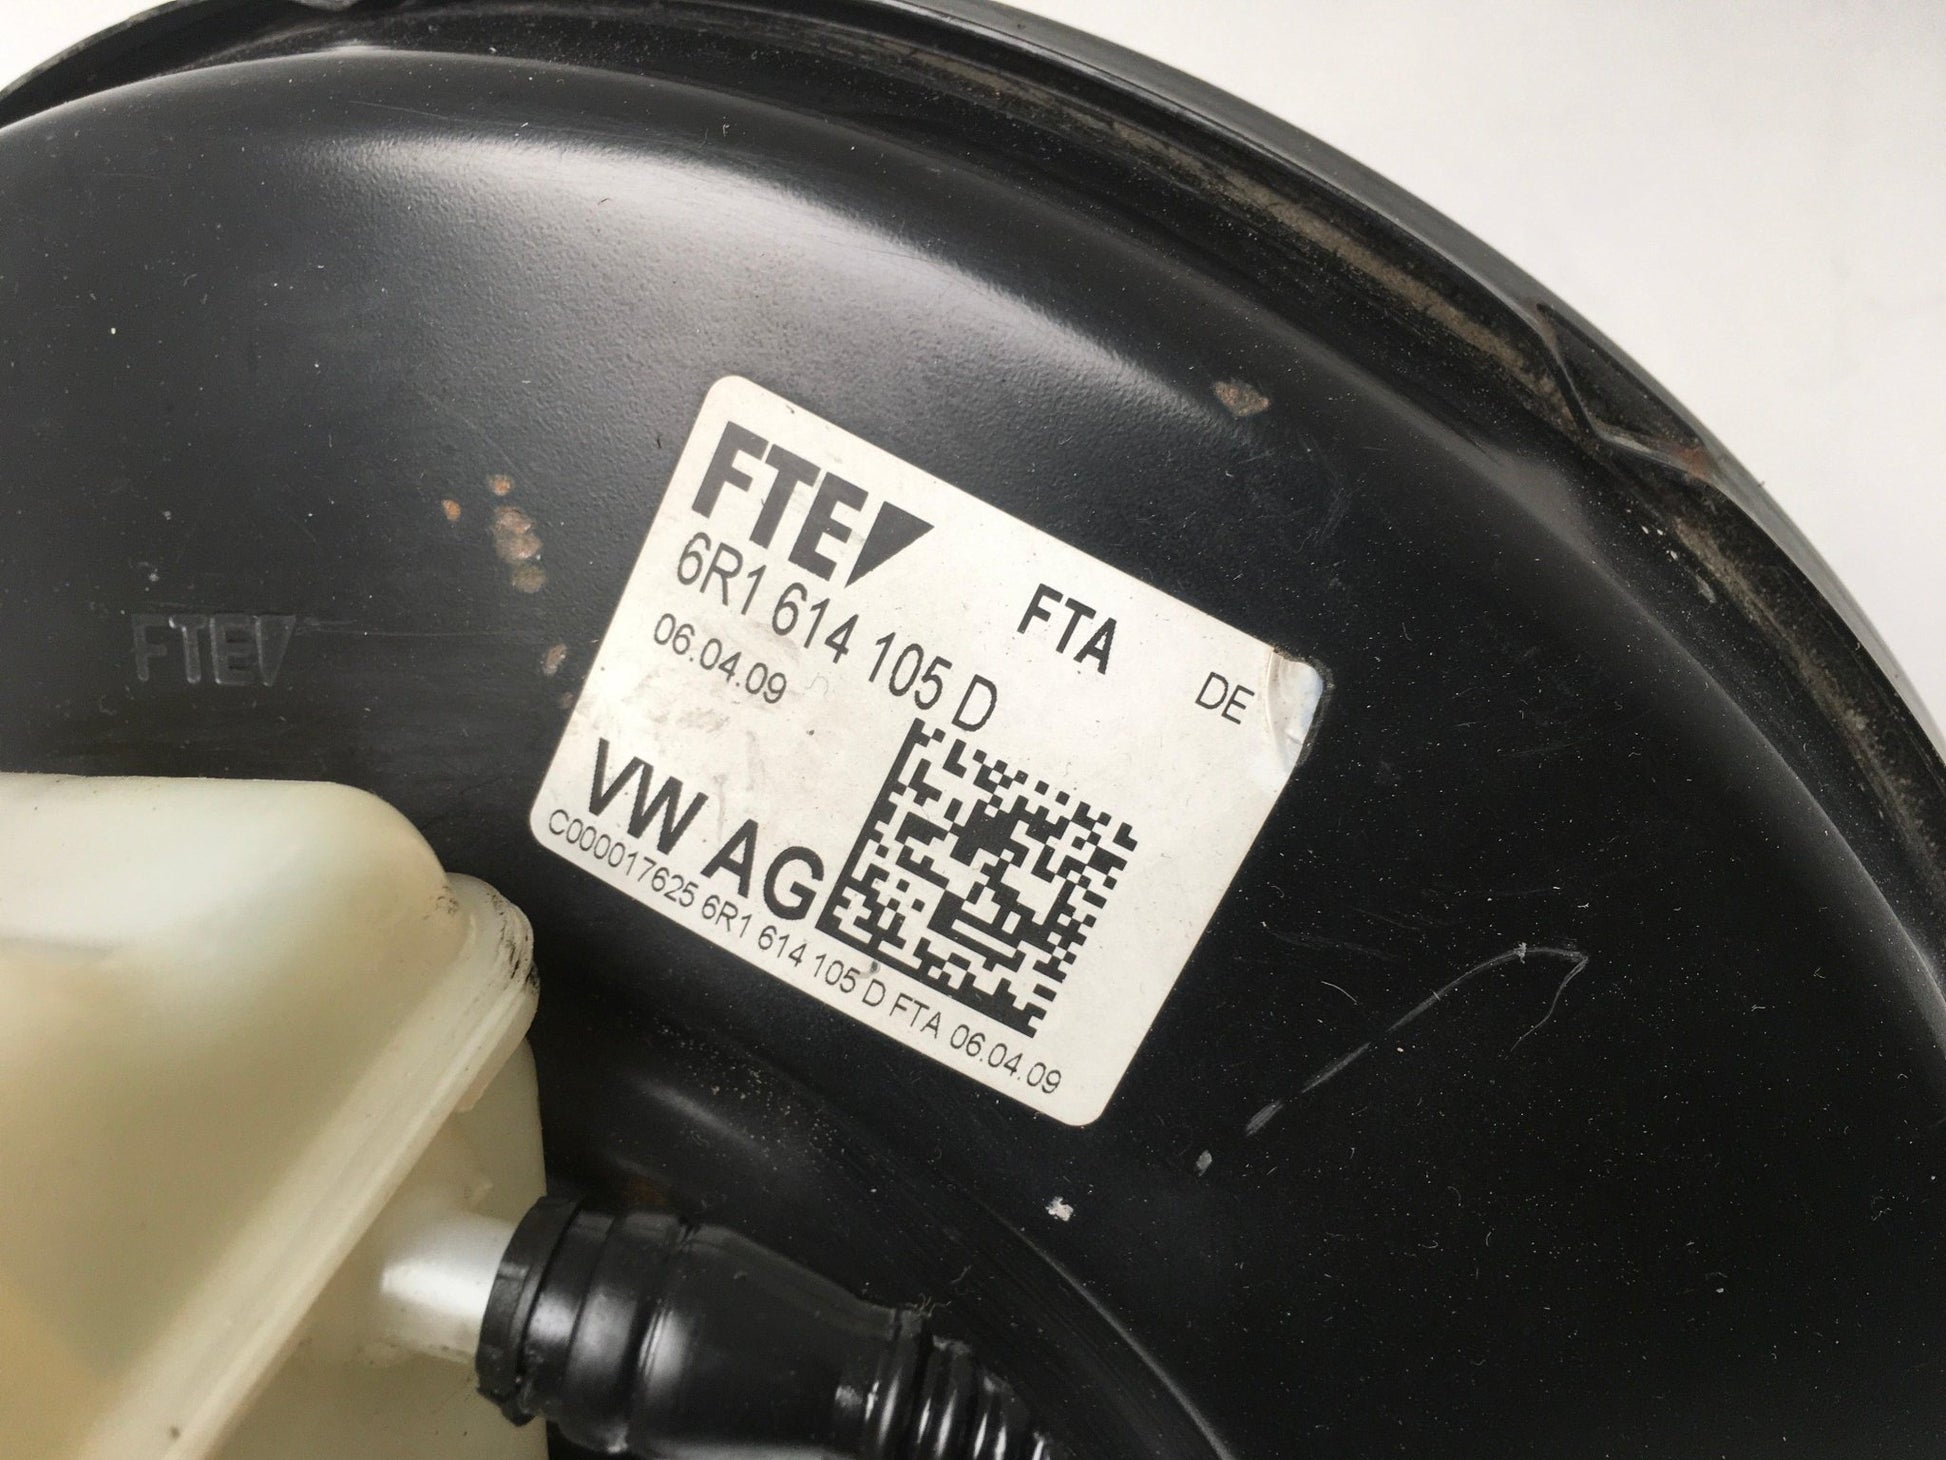 FTE
FTA
DE
6R1 614 105 D
06.04.09
VW AG
C000017625 6R1 614 105 D FTA 06.04.09
FTE